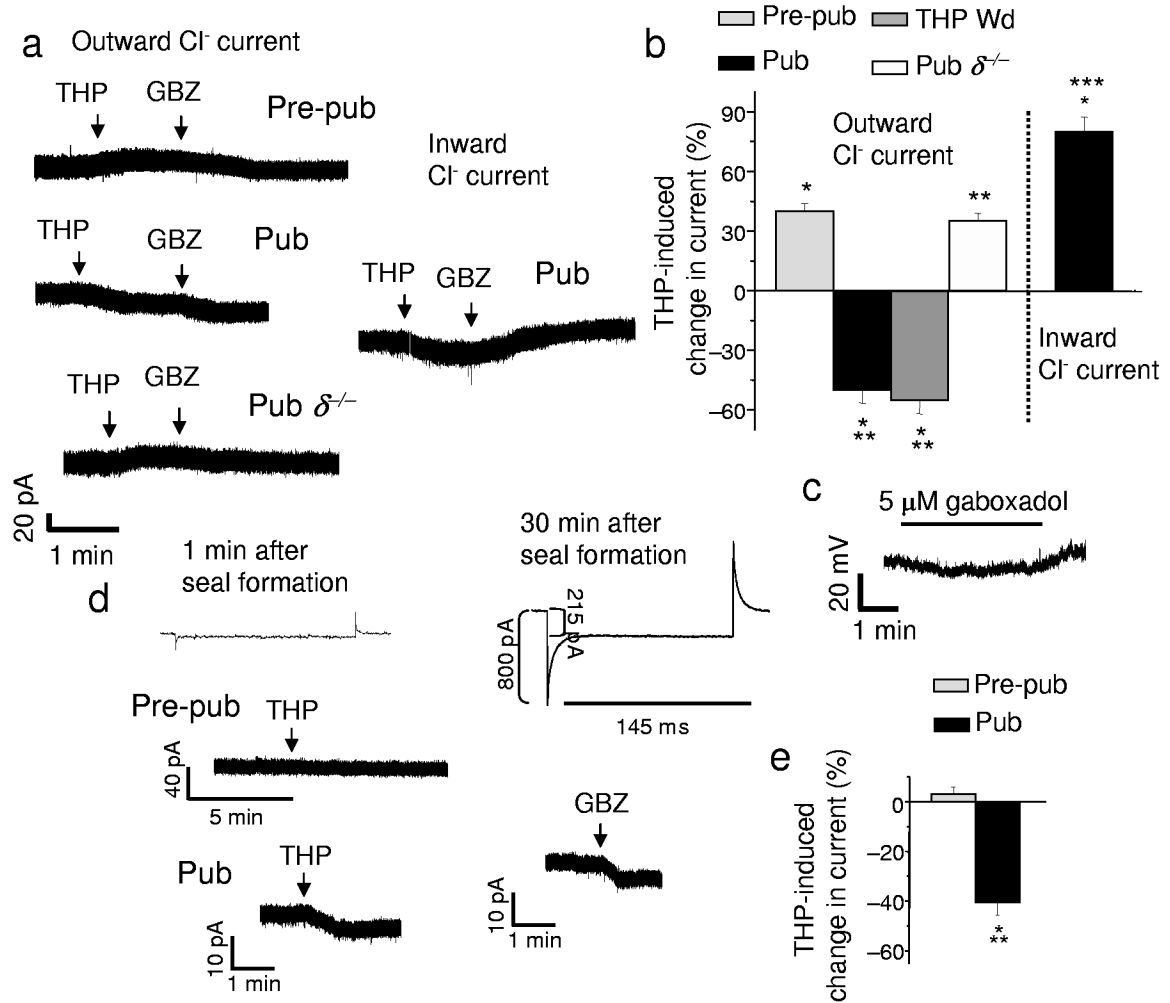 a
Outward Cl⁻ current
THP
GBZ
Pre-pub
Inward
Cl⁻ current
THP
GBZ
Pub
THP
GBZ
Pub
THP
GBZ
Pub δ⁻/⁻
20 pA
1 min
b
Pre-pub
THP Wd
Pub
Pub δ⁻/⁻
THP-induced
change in current (%)
90
60
30
0
–30
–60
Outward
Cl⁻ current
Inward
Cl⁻ current
*
*
**
*
**
**
***
*
c
5 μM gaboxadol
20 mV
1 min
d
1 min after
seal formation
30 min after
seal formation
800 pA
215 pA
145 ms
Pre-pub
THP
40 pA
5 min
Pub
THP
10 pA
1 min
GBZ
10 pA
1 min
e
Pre-pub
Pub
THP-induced
change in current (%)
0
–20
–40
–60
*
**